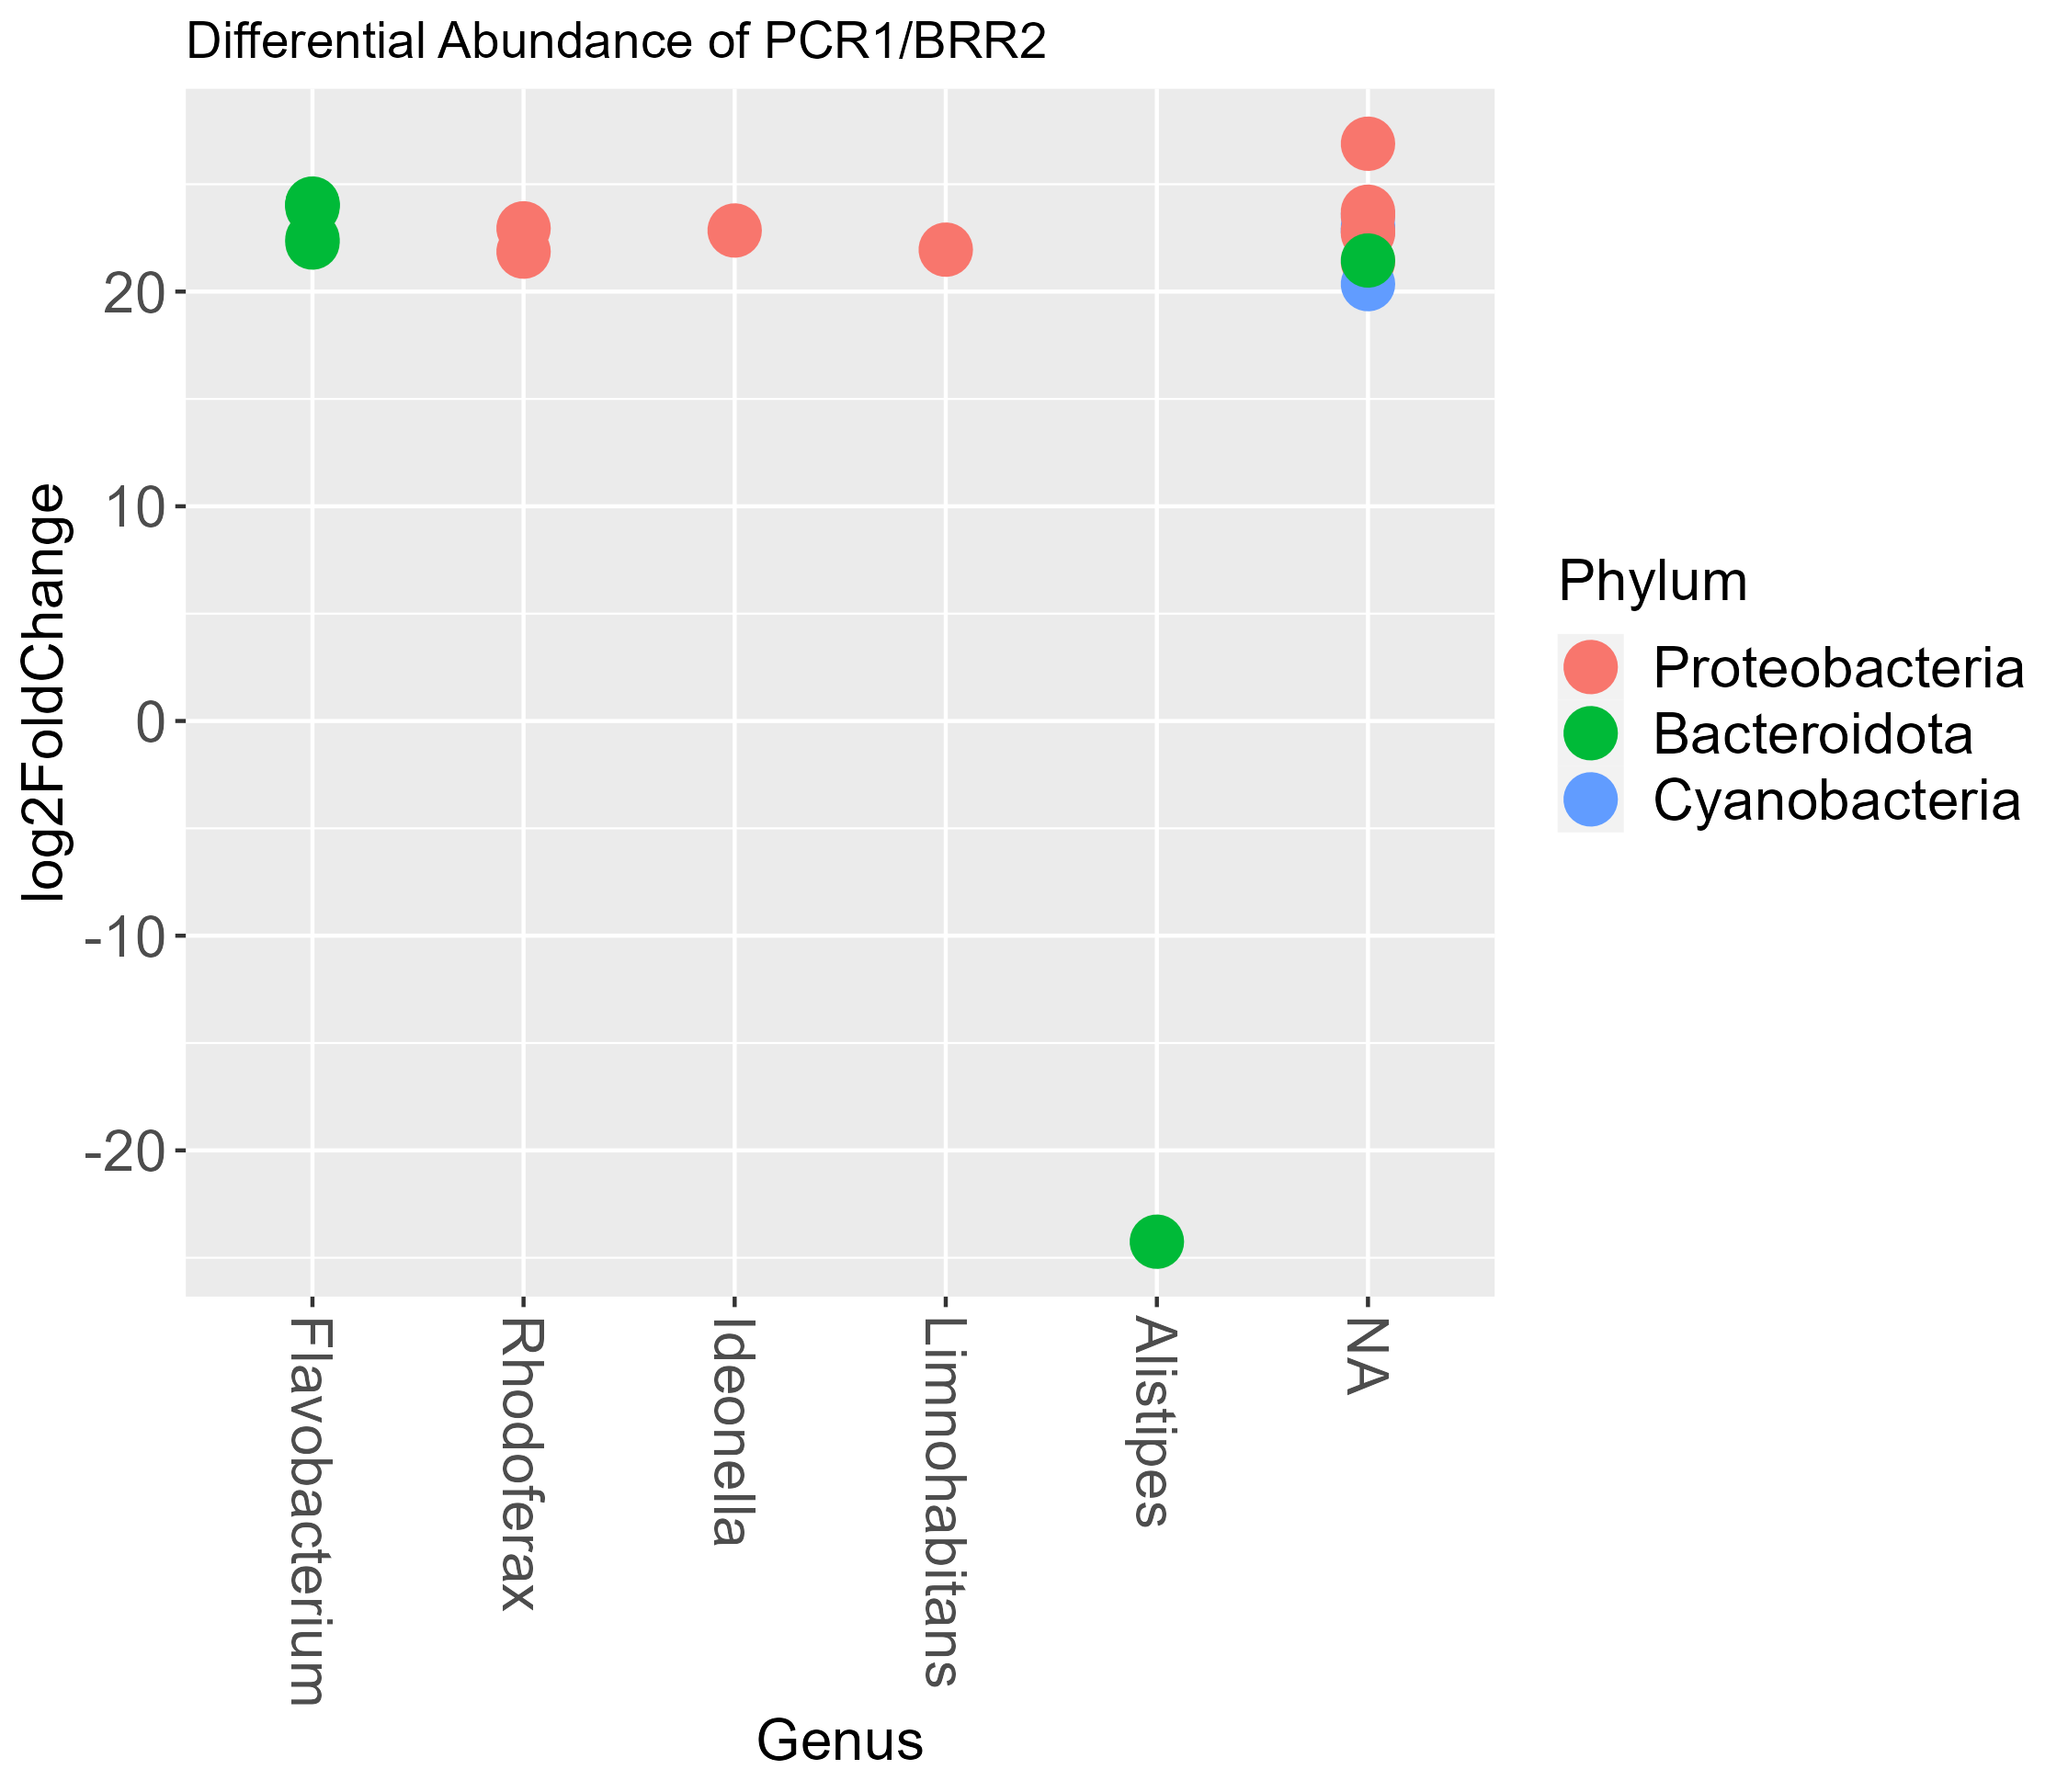 Differential Abundance of PCR1/BRR2
log2FoldChange
20
10
0
-10
-20
Flavobacterium
Rhodoferax
Ideonella
Limnohabitans
Alistipes
NA
Genus
Phylum
Proteobacteria
Bacteroidota
Cyanobacteria